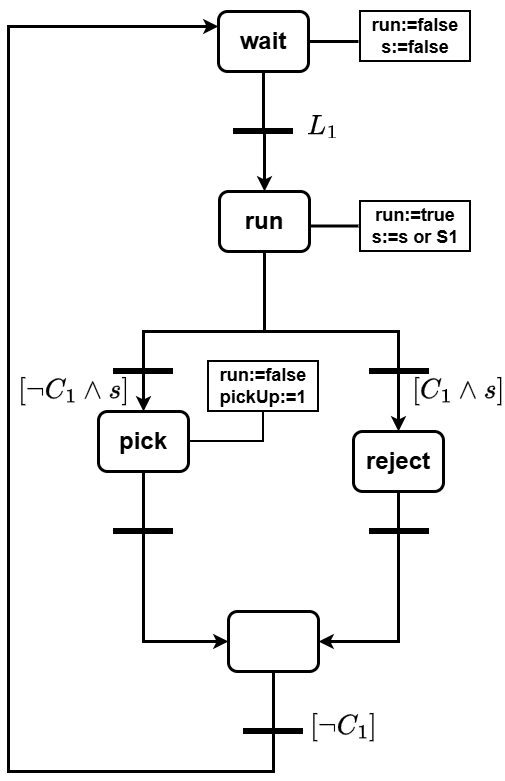 wait
run:=false
s:=false
L₁
run
run:=true
s:=s or S1
[¬C₁ ∧ s]
run:=false
pickUp:=1
[C₁ ∧ s]
pick
reject
[¬C₁]